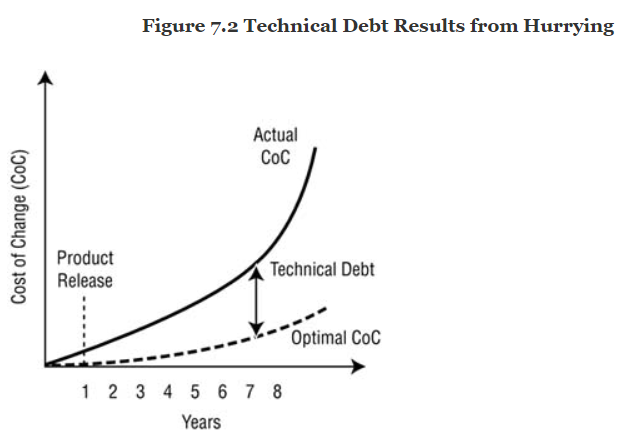 Figure 7.2 Technical Debt Results from Hurrying
Actual
CoC
Cost of Change (CoC)
Product
Release
Technical Debt
Optimal CoC
1 2 3 4 5 6 7 8
Years